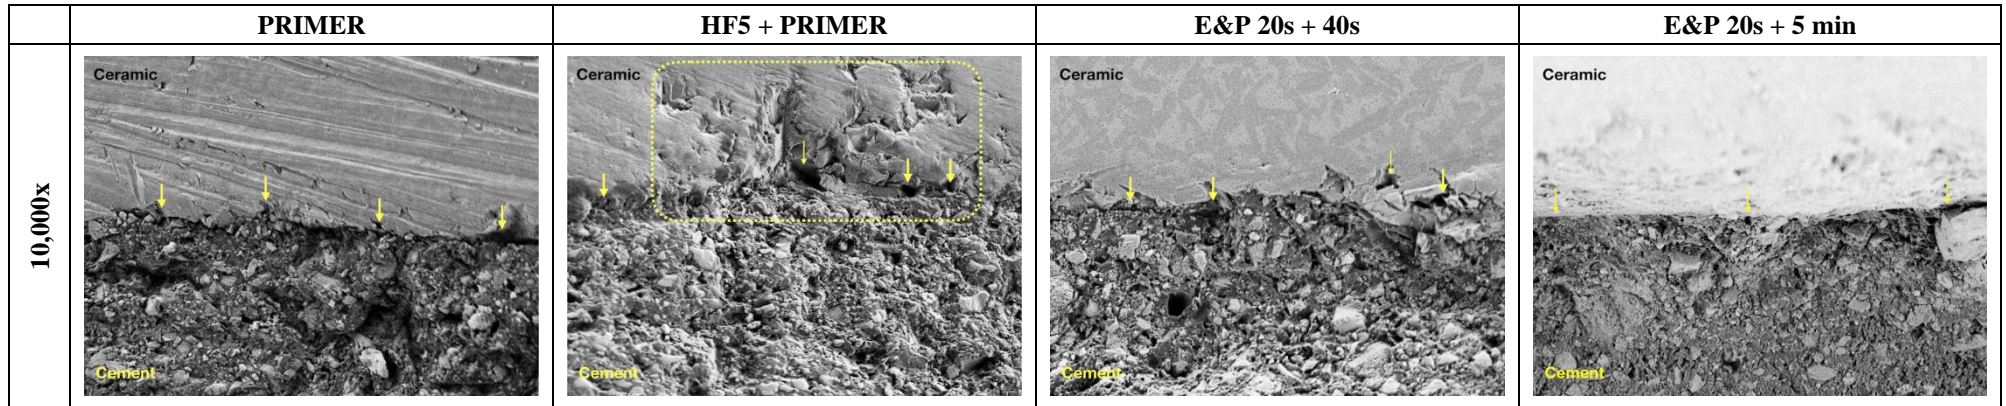 PRIMER
HF5 + PRIMER
E&P 20s + 40s
E&P 20s + 5 min
10,000x
Ceramic
Ceramic
Ceramic
Ceramic
Cement
Cement
Cement
Cement